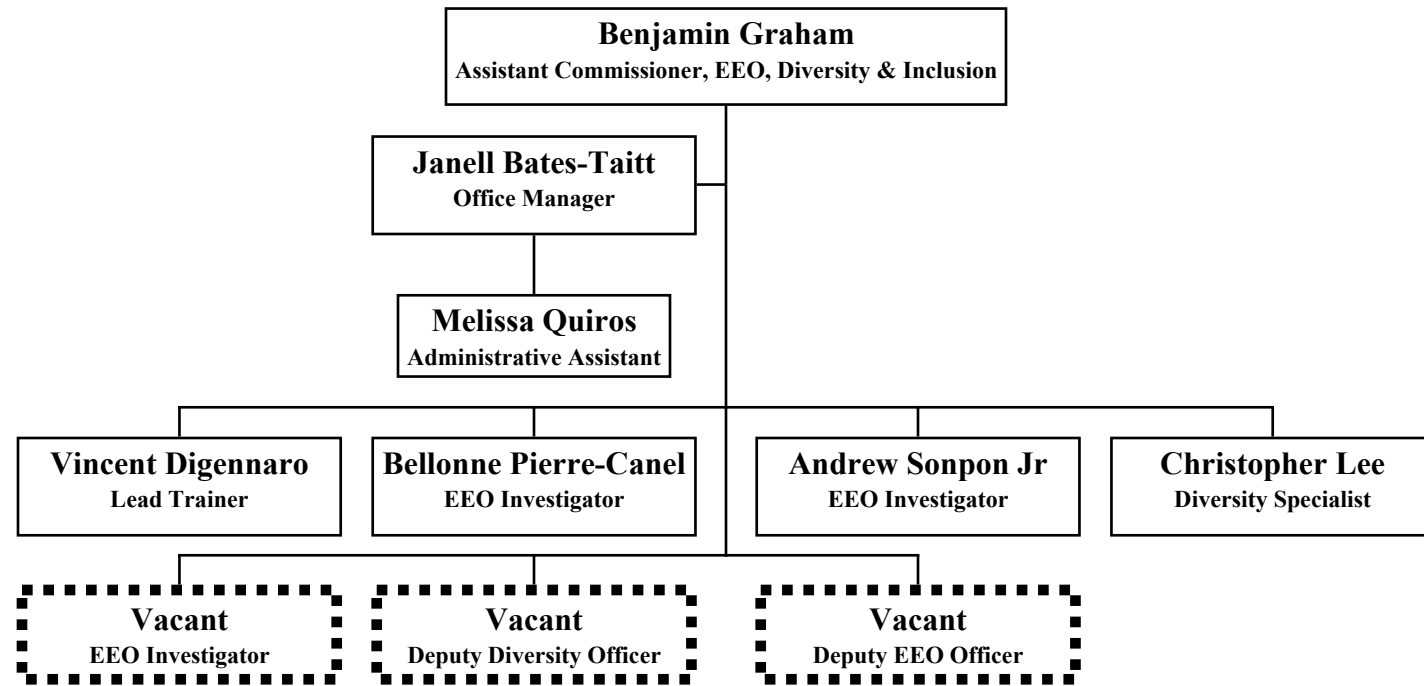 Benjamin Graham
Assistant Commissioner, EEO, Diversity & Inclusion
Janell Bates-Taitt
Office Manager
Melissa Quiros
Administrative Assistant
Vincent Digennaro
Lead Trainer
Bellonne Pierre-Canel
EEO Investigator
Andrew Sonpon Jr
EEO Investigator
Christopher Lee
Diversity Specialist
Vacant
EEO Investigator
Vacant
Deputy Diversity Officer
Vacant
Deputy EEO Officer